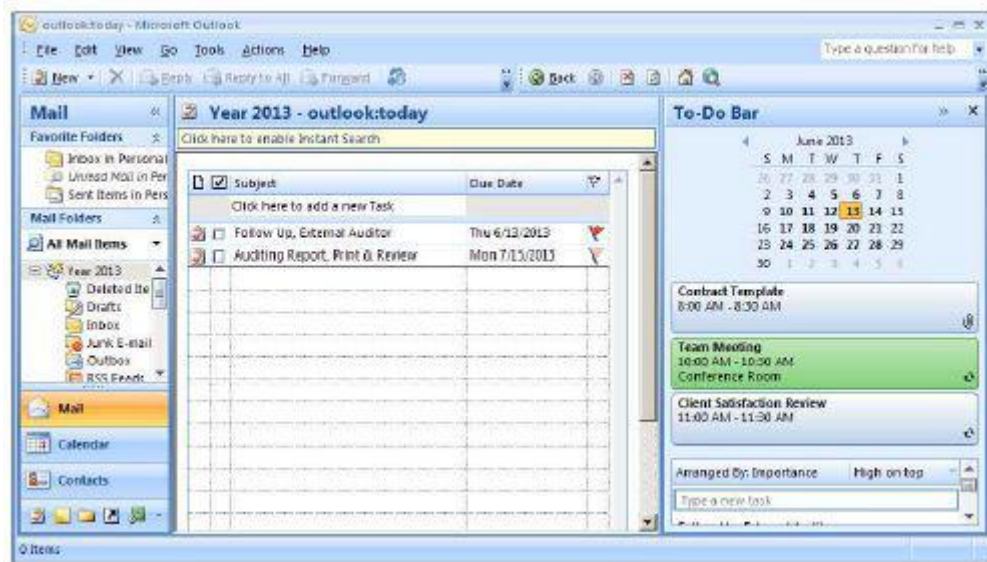 outlook:today - Microsoft Outlook
File Edit View Go Tools Actions Help
Type a question for help
New Reply Reply to All Forward Back
Mail
Favorite Folders
Inbox in Personal
Unread Mail in Per
Sent Items in Pers
Mail Folders
All Mail Items
Year 2013
Deleted Ite
Drafts
Inbox
Junk E-mail
Outbox
RSS Feeds
Mail
Calendar
Contacts
0 Items
Year 2013 - outlook:today
Click here to enable Instant Search
Subject Due Date
Click here to add a new Task
Follow Up, External Auditor Thu 6/13/2013
Auditing Report, Print & Review Mon 7/15/2013
To-Do Bar
June 2013
S M T W T F S
26 27 28 29 30 31 1
2 3 4 5 6 7 8
9 10 11 12 13 14 15
16 17 18 19 20 21 22
23 24 25 26 27 28 29
30 1 2 3 4 5 6
Contract Template
8:00 AM - 8:30 AM
Team Meeting
10:00 AM - 10:30 AM
Conference Room
Client Satisfaction Review
11:00 AM - 11:30 AM
Arranged By: Importance High on top
Type a new task